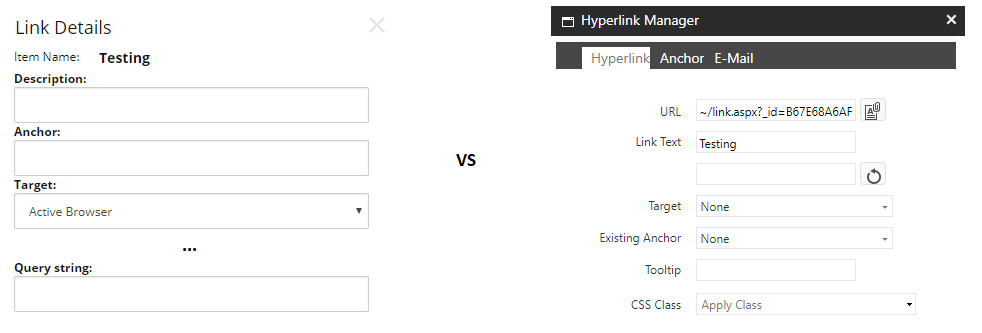 Link Details
Item Name: Testing
Description:
Anchor:
Target:
Active Browser
...
Query string:
VS
Hyperlink Manager
Hyperlink Anchor E-Mail
URL ~/link.aspx?_id=B67E68A6AF
Link Text Testing
Target None
Existing Anchor None
Tooltip
CSS Class Apply Class